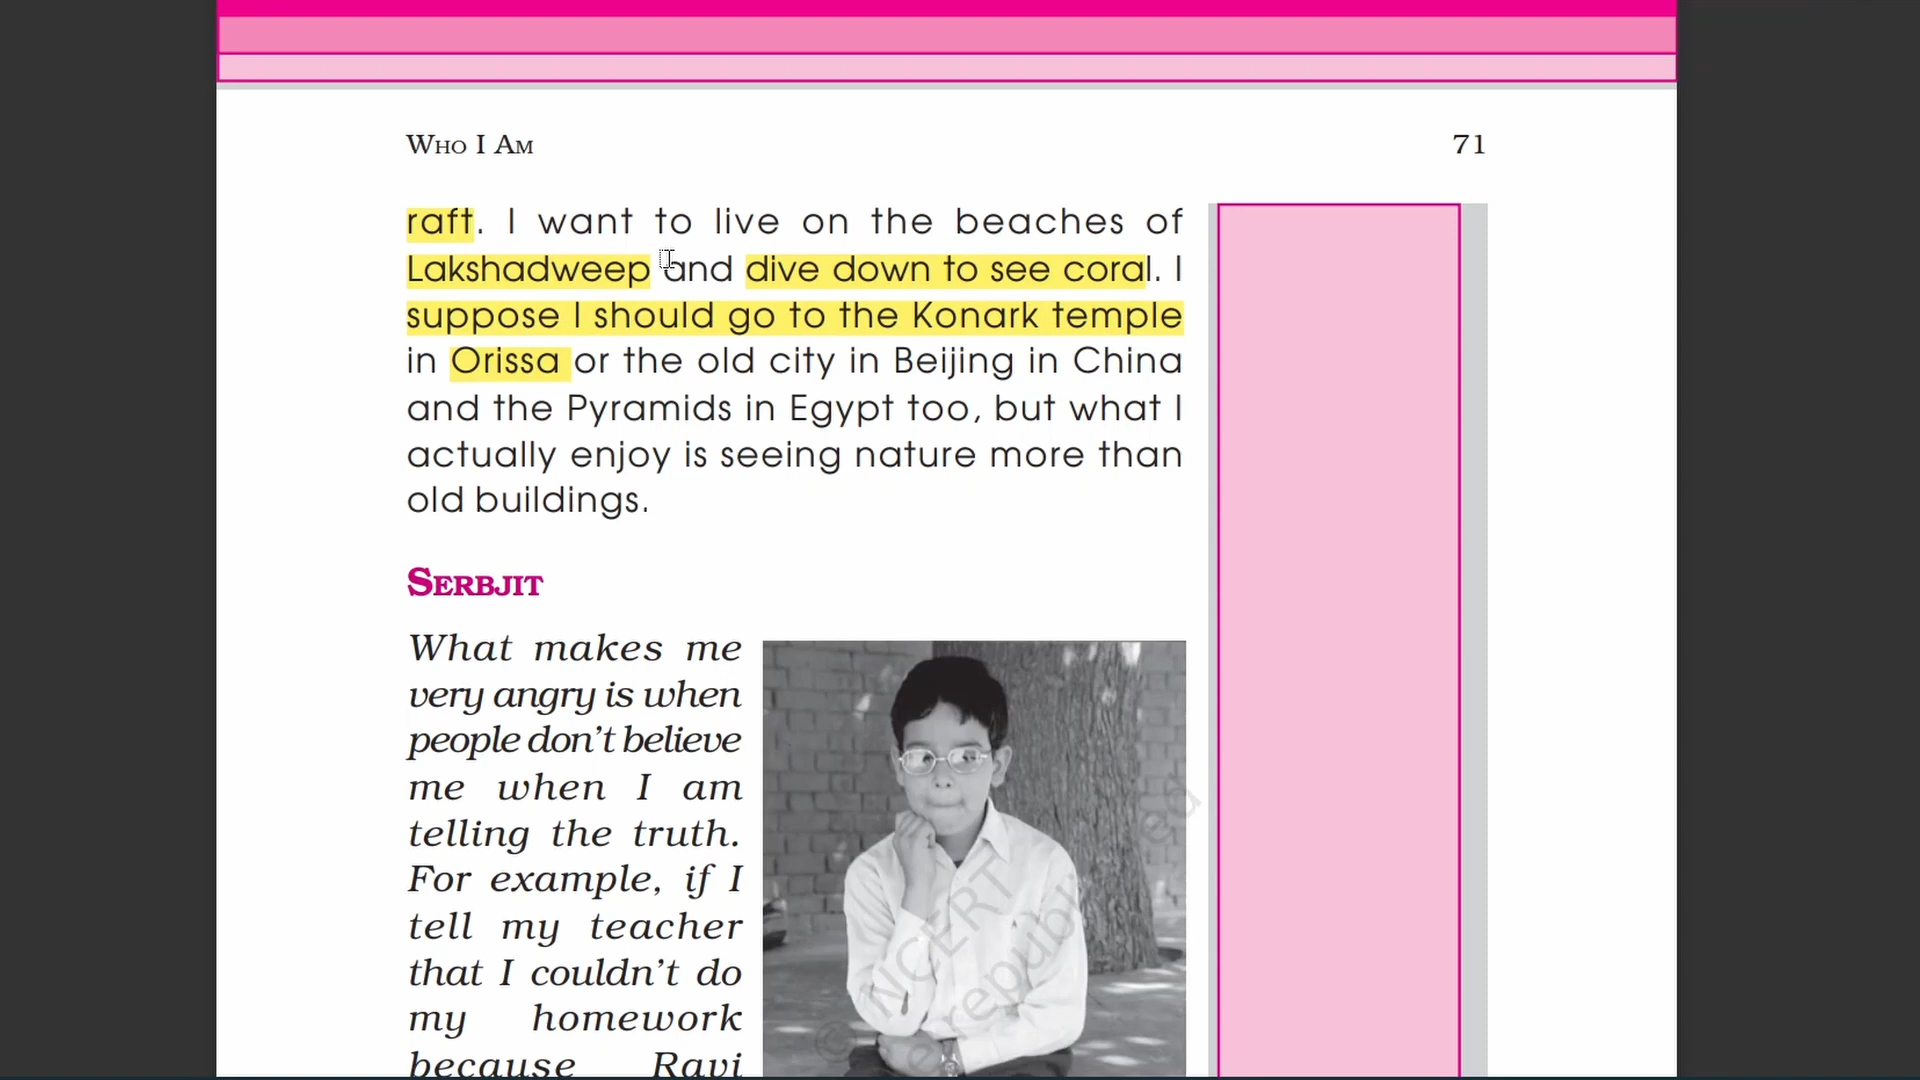 WHO I AM
71
raft. I want to live on the beaches of
Lakshadweep and dive down to see coral. I
suppose I should go to the Konark temple
in Orissa or the old city in Beijing in China
and the Pyramids in Egypt too, but what I
actually enjoy is seeing nature more than
old buildings.
SERBJIT
What makes me
very angry is when
people don't believe
me when I am
telling the truth.
For example, if I
tell my teacher
that I couldn't do
my homework
because Ravi
© NCERT